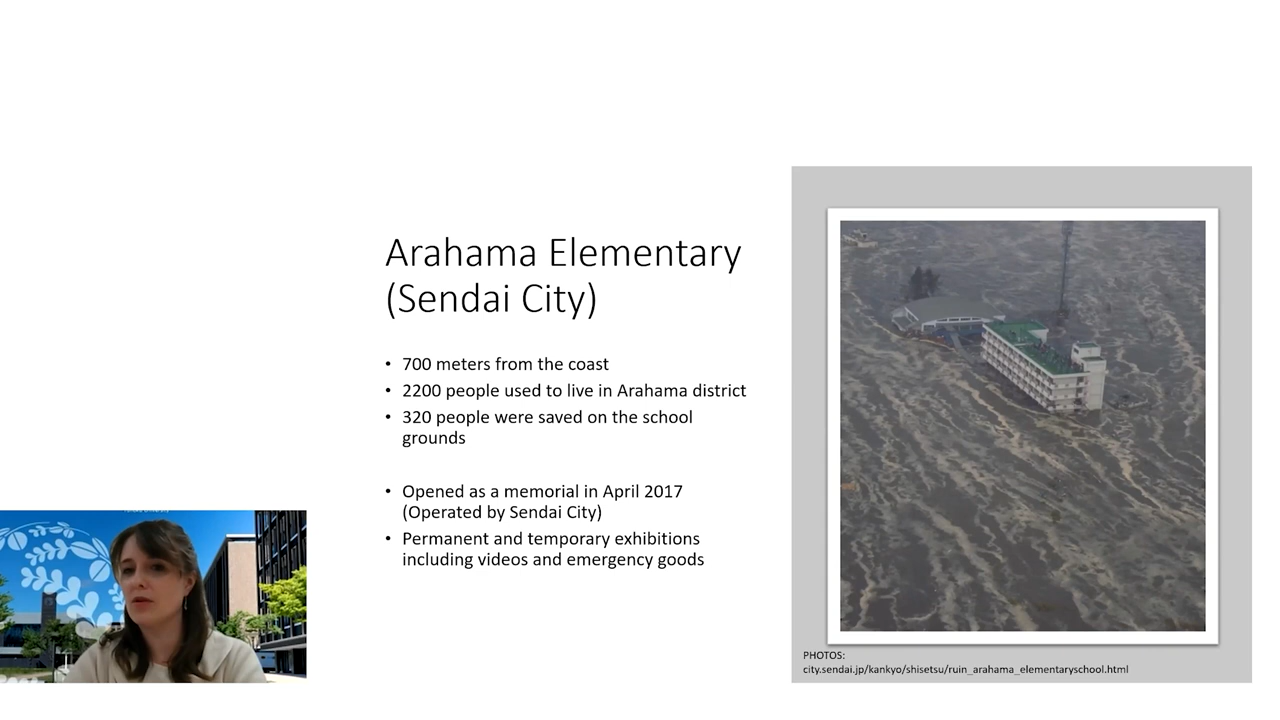 Arahama Elementary
(Sendai City)
• 700 meters from the coast
• 2200 people used to live in Arahama district
• 320 people were saved on the school
grounds
• Opened as a memorial in April 2017
(Operated by Sendai City)
• Permanent and temporary exhibitions
including videos and emergency goods
PHOTOS:
city.sendai.jp/kankyo/shisetsu/ruin_arahama_elementaryschool.html